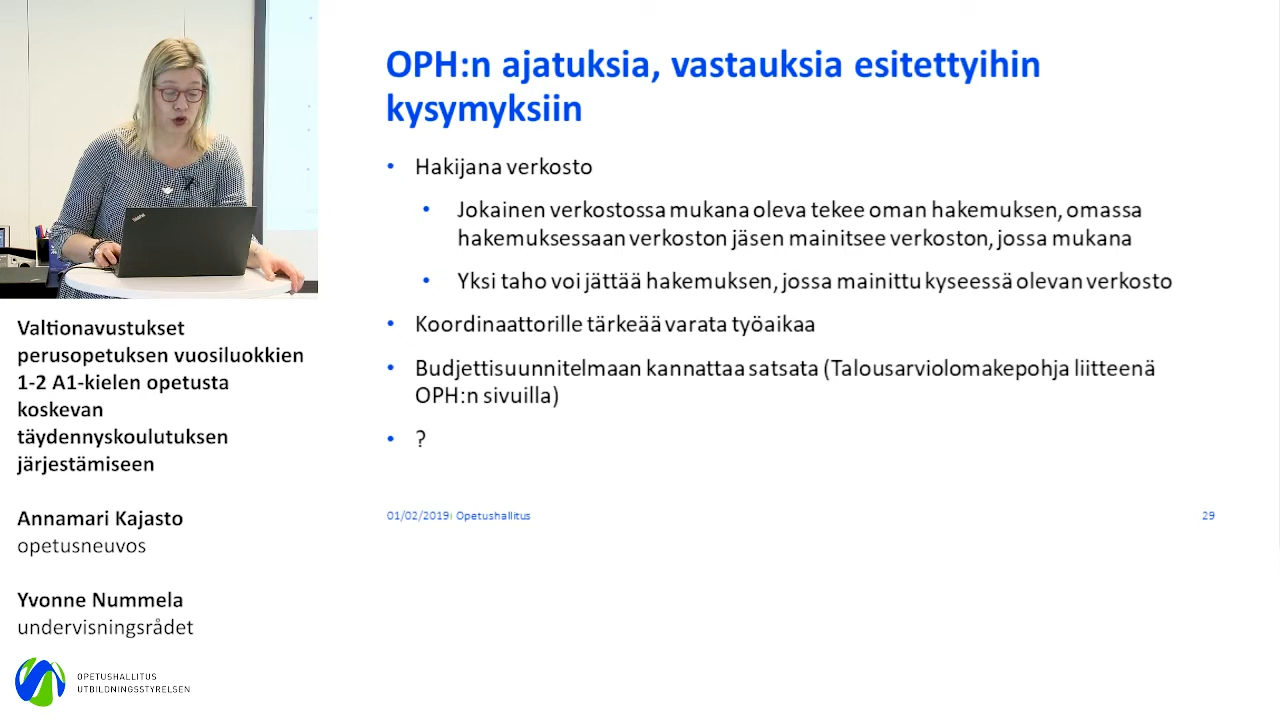 OPH:n ajatuksia, vastauksia esitettyihin
kysymyksiin
• Hakijana verkosto
• Jokainen verkostossa mukana oleva tekee oman hakemuksen, omassa
hakemuksessaan verkoston jäsen mainitsee verkoston, jossa mukana
• Yksi taho voi jättää hakemuksen, jossa mainittu kyseessä olevan verkosto
• Koordinaattorille tärkeää varata työaikaa
• Budjettisuunnitelmaan kannattaa satsata (Talousarviolomakepohja liitteenä
OPH:n sivuilla)
• ?
01/02/2019 Opetushallitus
29
Valtionavustukset
perusopetuksen vuosiluokkien
1-2 A1-kielen opetusta
koskevan
täydennyskoulutuksen
järjestämiseen
Annamari Kajasto
opetusneuvos
Yvonne Nummela
undervisningsrådet
OPETUSHALLITUS
UTBILDNINGSSTYRELSEN
ThinkPad